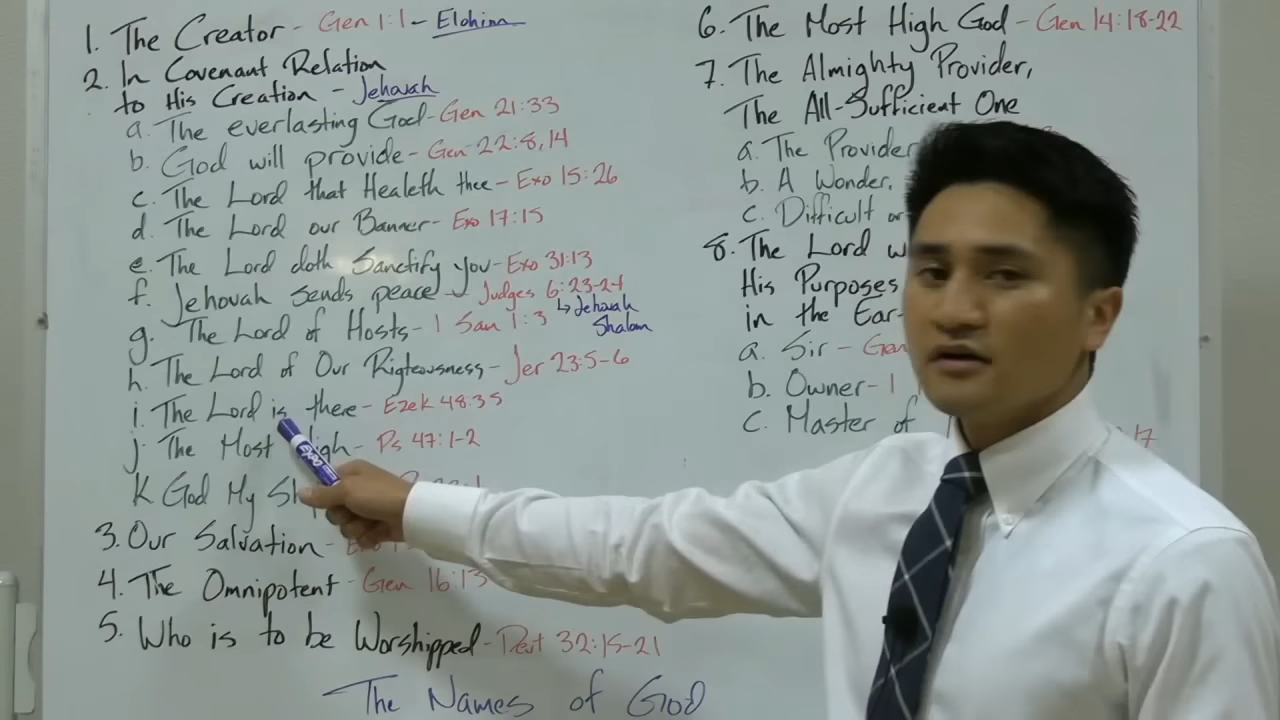 1. The Creator - Gen 1:1 - Elohim
2. In Covenant Relation
to His Creation - Jehovah
a. The everlasting God - Gen 21:33
b. God will provide - Gen 22:8,14
c. The Lord that Healeth thee - Exo 15:26
d. The Lord our Banner - Exo 17:15
e. The Lord doth Sanctify you - Exo 31:13
f. Jehovah sends peace - Judges 6:23-24
↳ Jehovah
Shalom
g. The Lord of Hosts - 1 Sam 1:3
h. The Lord of Our Righteousness - Jer 23:5-6
i. The Lord is there - Ezek 48:35
j. The Most High - Ps 47:1-2
K God My
3. Our Salvation -
4. The Omnipotent - Gen 16:13
5. Who is to be Worshipped - 32:15-21
The Names of God
6. The Most High God - Gen 14:18-22
7. The Almighty Provider,
The All-Sufficient One
a. The Provider
b. A Wonder,
c. Difficult
8. The Lord
His Purposes
in the
a. Sir - Gen
b. Owner - 1
c. Master of
17
EXPO